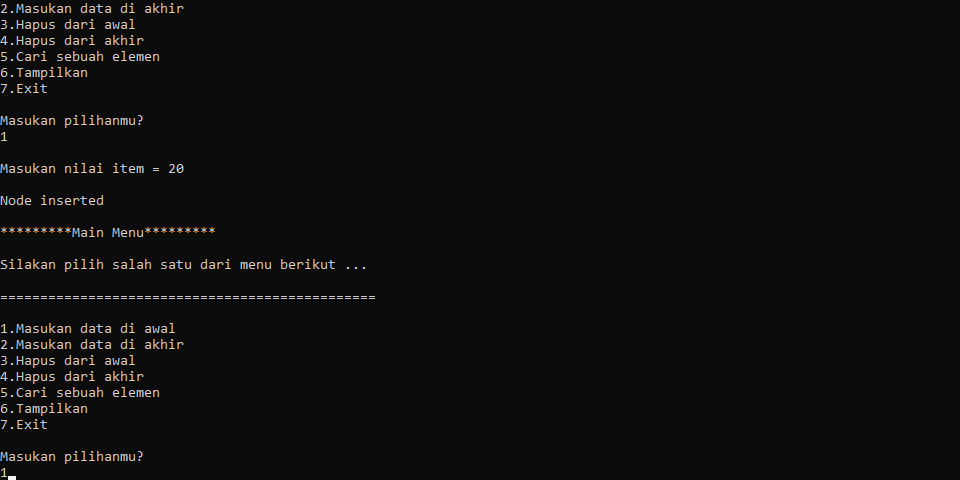 2.Masukan data di akhir
3.Hapus dari awal
4.Hapus dari akhir
5.Cari sebuah elemen
6.Tampilkan
7.Exit
Masukan pilihanmu?
1
Masukan nilai item = 20
Node inserted
*********Main Menu*********
Silakan pilih salah satu dari menu berikut ...
===============================================
1.Masukan data di awal
2.Masukan data di akhir
3.Hapus dari awal
4.Hapus dari akhir
5.Cari sebuah elemen
6.Tampilkan
7.Exit
Masukan pilihanmu?
1